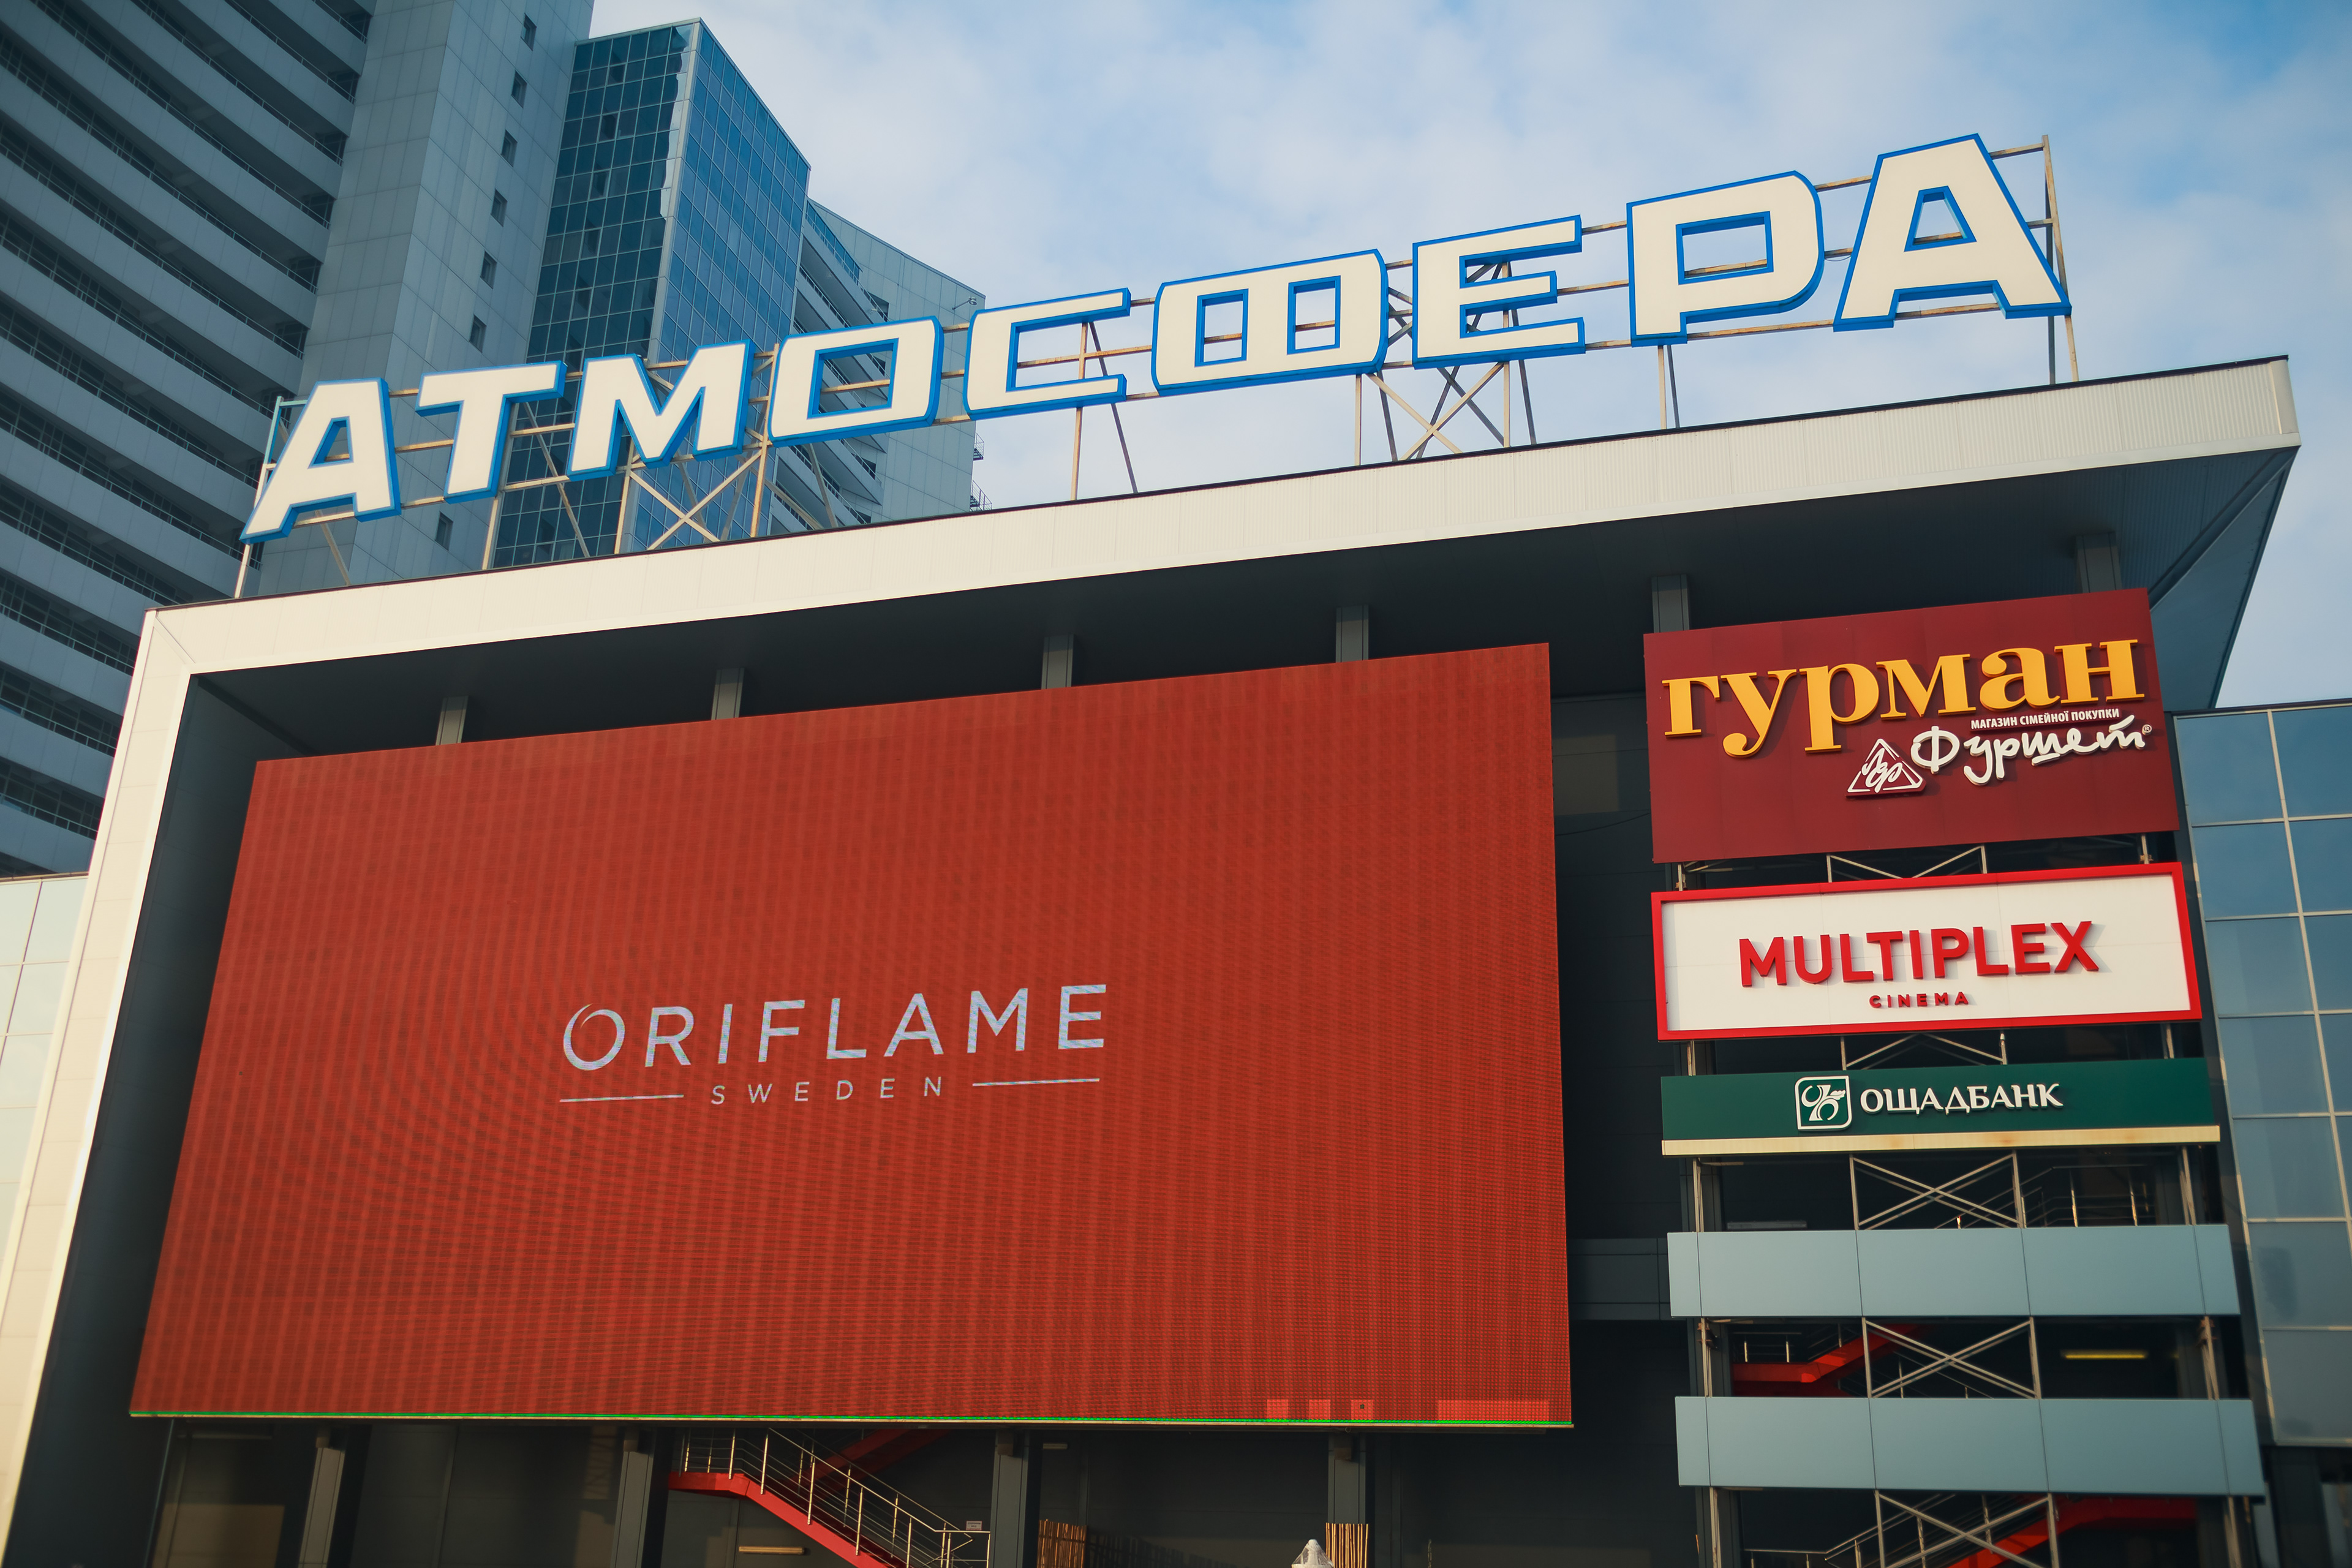 АТМОСФЕРА
гурман
МАГАЗИН СІМЕЙНОЇ ПОКУПКИ
Фуршет®
MULTIPLEX
CINEMA
ОЩАДБАНК
ORIFLAME
SWEDEN